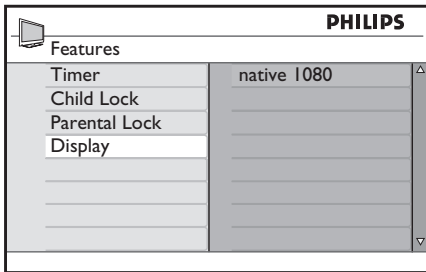 PHILIPS
Features
Timer
native 1080
Child Lock
Parental Lock
Display